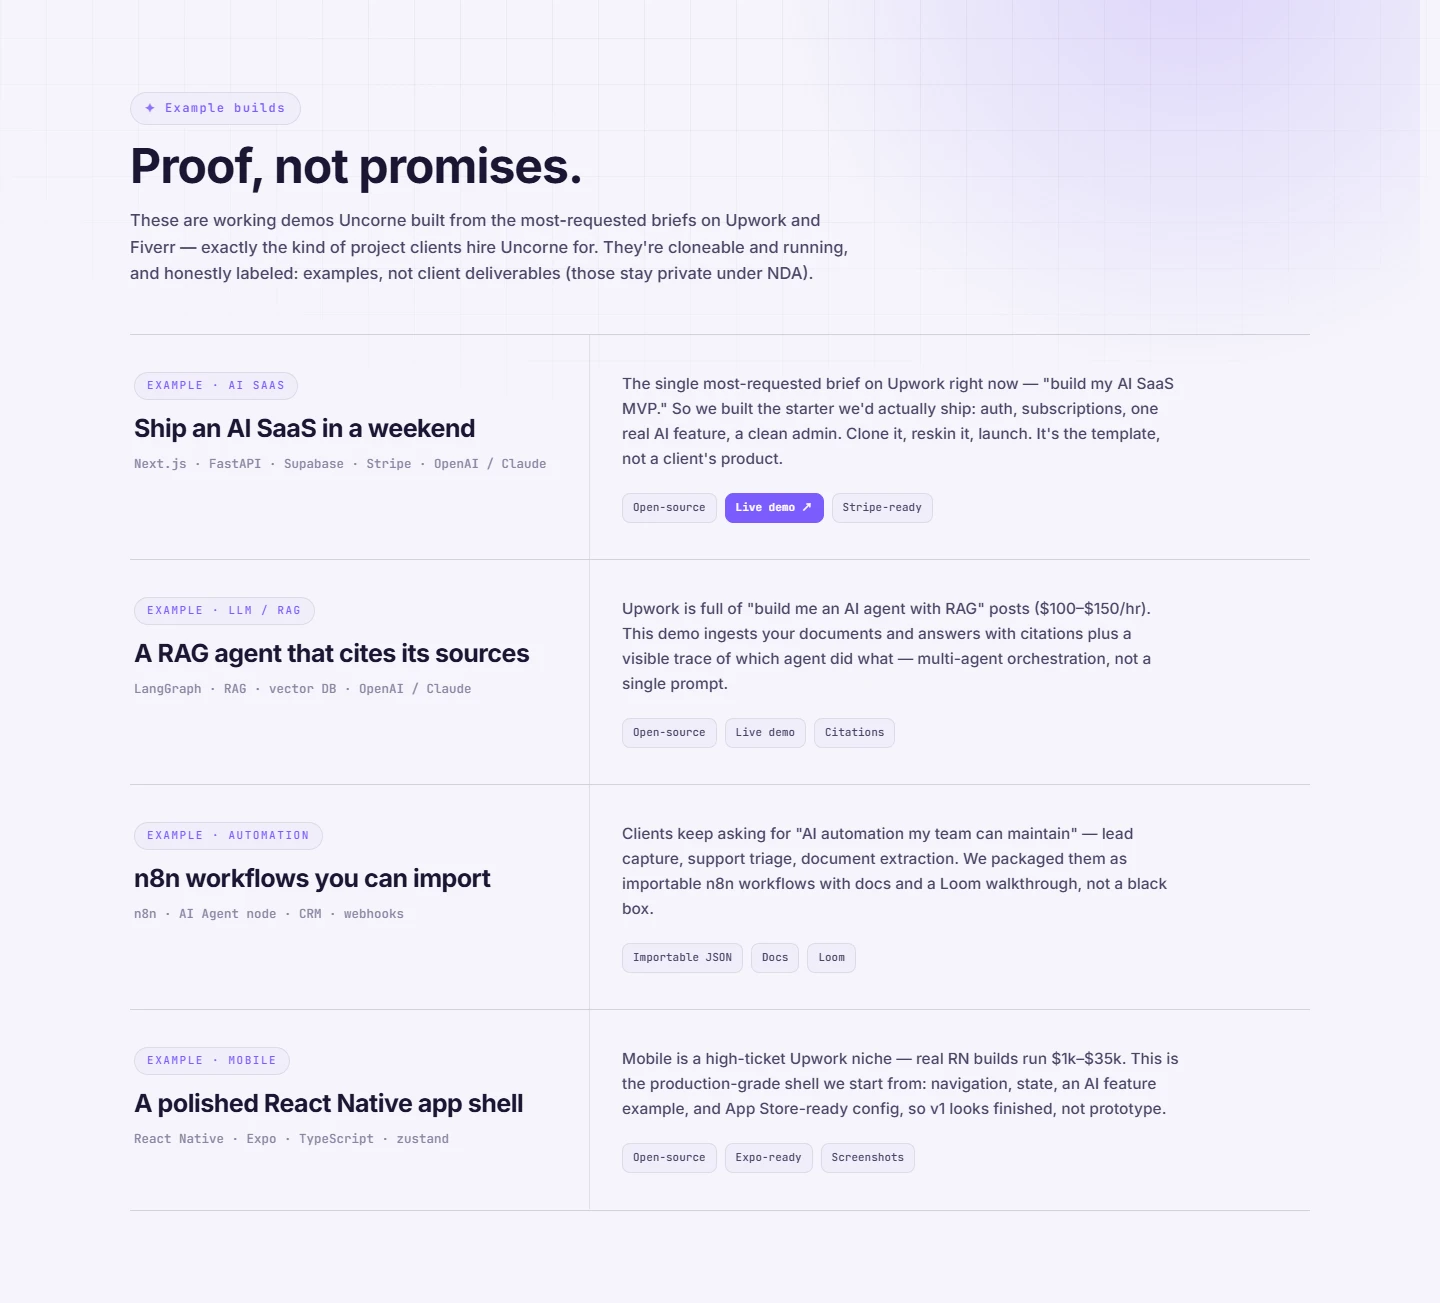 ✦ Example builds
Proof, not promises.
These are working demos Uncorne built from the most-requested briefs on Upwork and
Fiverr — exactly the kind of project clients hire Uncorne for. They're cloneable and running,
and honestly labeled: examples, not client deliverables (those stay private under NDA).
EXAMPLE · AI SAAS
Ship an AI SaaS in a weekend
Next.js · FastAPI · Supabase · Stripe · OpenAI / Claude
The single most-requested brief on Upwork right now — "build my AI SaaS
MVP." So we built the starter we'd actually ship: auth, subscriptions, one
real AI feature, a clean admin. Clone it, reskin it, launch. It's the template,
not a client's product.
Open-source Live demo ↗ Stripe-ready
EXAMPLE · LLM / RAG
A RAG agent that cites its sources
LangGraph · RAG · vector DB · OpenAI / Claude
Upwork is full of "build me an AI agent with RAG" posts ($100–$150/hr).
This demo ingests your documents and answers with citations plus a
visible trace of which agent did what — multi-agent orchestration, not a
single prompt.
Open-source Live demo Citations
EXAMPLE · AUTOMATION
n8n workflows you can import
n8n · AI Agent node · CRM · webhooks
Clients keep asking for "AI automation my team can maintain" — lead
capture, support triage, document extraction. We packaged them as
importable n8n workflows with docs and a Loom walkthrough, not a black
box.
Importable JSON Docs Loom
EXAMPLE · MOBILE
A polished React Native app shell
React Native · Expo · TypeScript · zustand
Mobile is a high-ticket Upwork niche — real RN builds run $1k–$35k. This is
the production-grade shell we start from: navigation, state, an AI feature
example, and App Store-ready config, so v1 looks finished, not prototype.
Open-source Expo-ready Screenshots